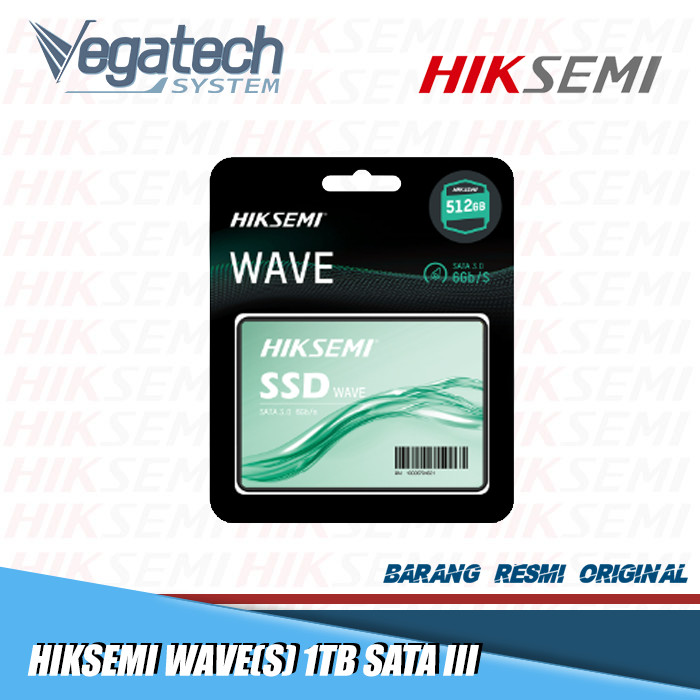 Vegatech
SYSTEM
HIKSEMI
HIKSEMI
512GB
HIKSEMI
WAVE
SATA 3.0
6Gb/S
HIKSEMI
SSD WAVE
SATA 3.0 6Gb/s
BARANG RESMI ORIGINAL
HIKSEMI WAVE(S) 1TB SATA III